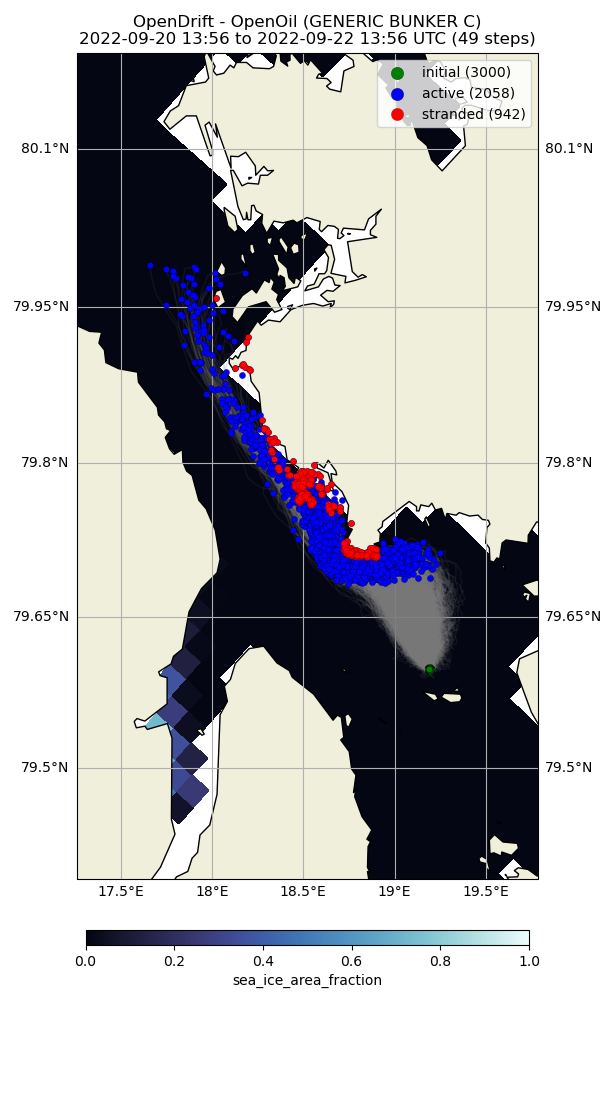 OpenDrift - OpenOil (GENERIC BUNKER C)
2022-09-20 13:56 to 2022-09-22 13:56 UTC (49 steps)
initial (3000)
active (2058)
stranded (942)
80.1°N 80.1°N
79.95°N 79.95°N
79.8°N 79.8°N
79.65°N 79.65°N
79.5°N 79.5°N
17.5°E 18°E 18.5°E 19°E 19.5°E
0.0 0.2 0.4 0.6 0.8 1.0
sea_ice_area_fraction